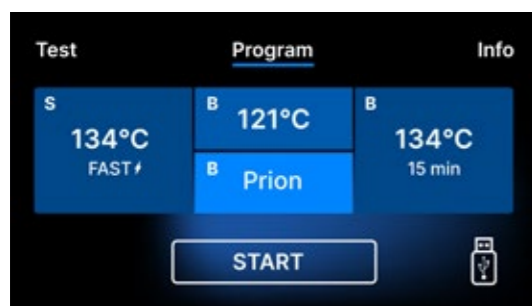 Test Program Info
S 134°C FAST
B 121°C
B Prion
B 134°C 15 min
START